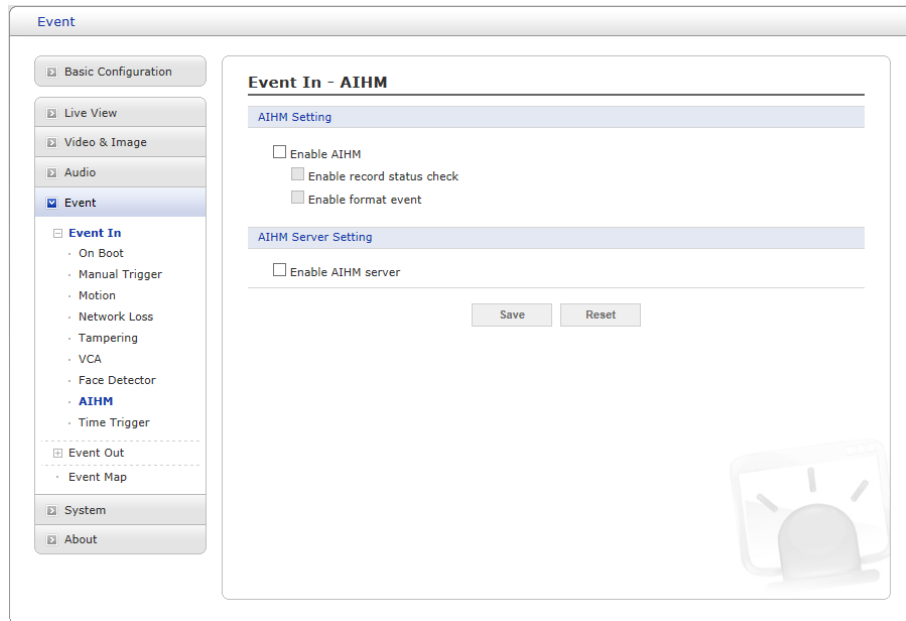 Event
Basic Configuration
Live View
Video & Image
Audio
Event
Event In
On Boot
Manual Trigger
Motion
Network Loss
Tampering
VCA
Face Detector
AIHM
Time Trigger
Event Out
Event Map
System
About
Event In - AIHM
AIHM Setting
Enable AIHM
Enable record status check
Enable format event
AIHM Server Setting
Enable AIHM server
Save Reset